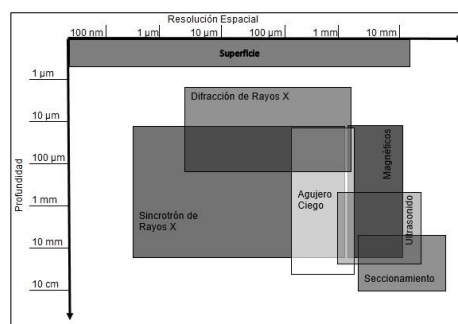 Resolución Espacial
100 nm
1 µm
10 µm
100 µm
1 mm
10 mm
Superficie
Profundidad
1 µm
10 µm
100 µm
1 mm
10 mm
10 cm
Difracción de Rayos X
Sincrotrón de
Rayos X
Agujero
Ciego
Magnéticos
Ultrasonido
Seccionamiento